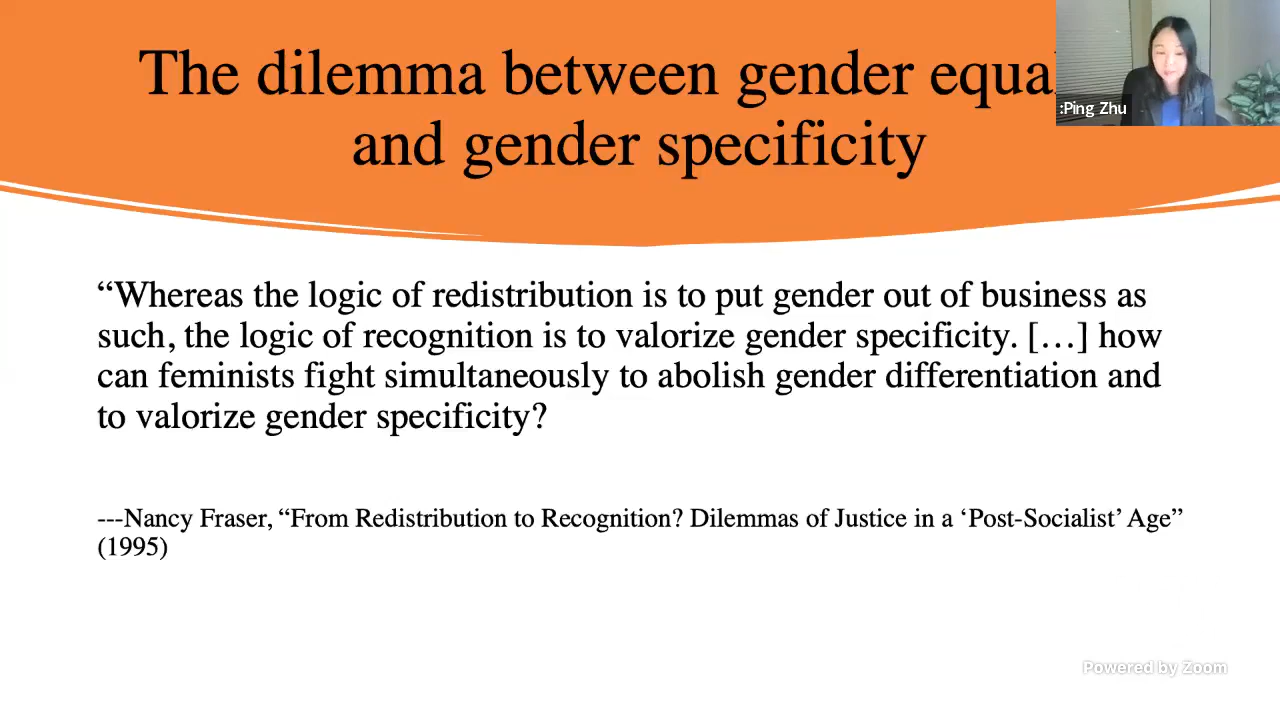 The dilemma between gender equal
and gender specificity
:Ping Zhu
“Whereas the logic of redistribution is to put gender out of business as
such, the logic of recognition is to valorize gender specificity. […] how
can feminists fight simultaneously to abolish gender differentiation and
to valorize gender specificity?
---Nancy Fraser, “From Redistribution to Recognition? Dilemmas of Justice in a ‘Post-Socialist’ Age”
(1995)
Powered by Zoom